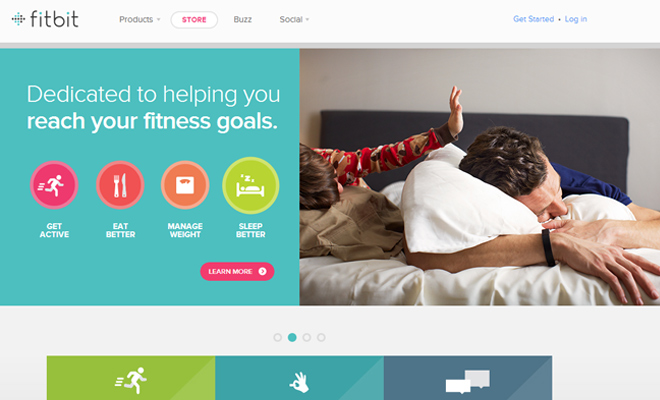 fitbit
Products
STORE
Buzz
Social
Get Started • Log in
Dedicated to helping you
reach your fitness goals.
GET
ACTIVE
EAT
BETTER
MANAGE
WEIGHT
SLEEP
BETTER
LEARN MORE